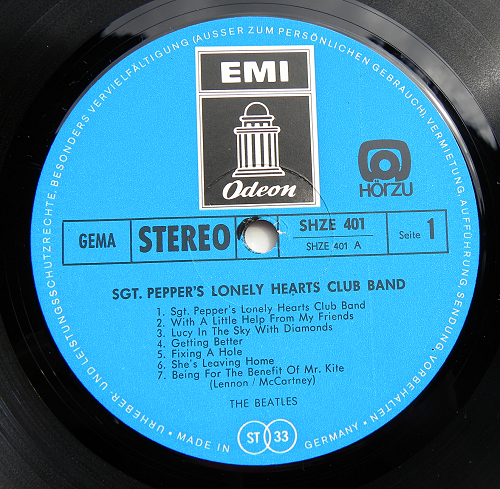 URHEBER- UND LEISTUNGSSCHUTZRECHTE, BESONDERS VERVIELFÄLTIGUNG (AUSSER ZUM PERSÖNLICHEN GEBRAUCH), VERMIETUNG, AUFFÜHRUNG, SENDUNG, VORBEHALTEN
EMI
Odeon
HÖRZU
GEMA
STEREO
SHZE 401
SHZE 401 A
Seite 1
SGT. PEPPER'S LONELY HEARTS CLUB BAND
1. Sgt. Pepper's Lonely Hearts Club Band
2. With A Little Help From My Friends
3. Lucy In The Sky With Diamonds
4. Getting Better
5. Fixing A Hole
6. She's Leaving Home
7. Being For The Benefit Of Mr. Kite
(Lennon / McCartney)
THE BEATLES
• MADE IN GERMANY •
ST 33